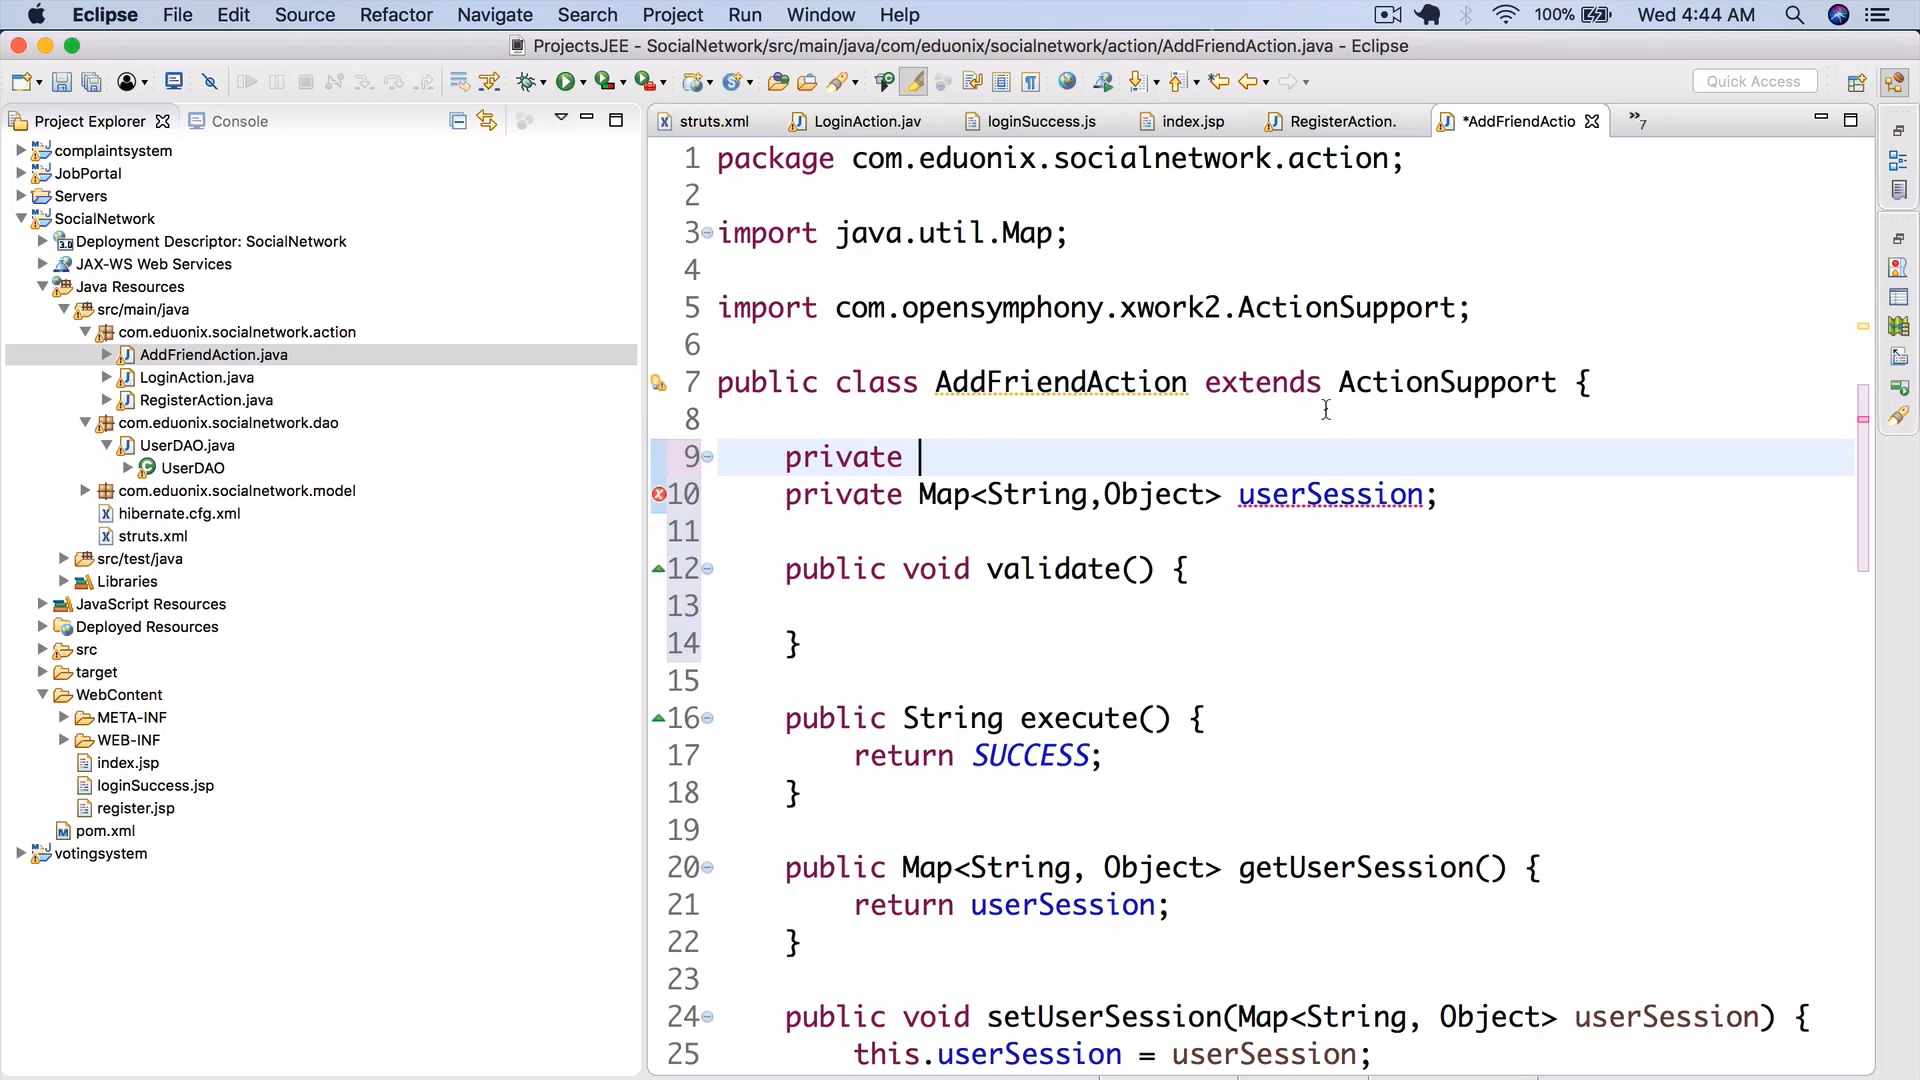 Eclipse File Edit Source Refactor Navigate Search Project Run Window Help 100% Wed 4:44 AM
ProjectsJEE - SocialNetwork/src/main/java/com/eduonix/socialnetwork/action/AddFriendAction.java - Eclipse
Quick Access
Project Explorer Console
struts.xml LoginAction.jav loginSuccess.js index.jsp RegisterAction. *AddFriendActio »7
complaintsystem
JobPortal
Servers
SocialNetwork
Deployment Descriptor: SocialNetwork
JAX-WS Web Services
Java Resources
src/main/java
com.eduonix.socialnetwork.action
AddFriendAction.java
LoginAction.java
RegisterAction.java
com.eduonix.socialnetwork.dao
UserDAO.java
UserDAO
com.eduonix.socialnetwork.model
hibernate.cfg.xml
struts.xml
src/test/java
Libraries
JavaScript Resources
Deployed Resources
src
target
WebContent
META-INF
WEB-INF
index.jsp
loginSuccess.jsp
register.jsp
pom.xml
votingsystem
1 package com.eduonix.socialnetwork.action;
2
3 import java.util.Map;
4
5 import com.opensymphony.xwork2.ActionSupport;
6
7 public class AddFriendAction extends ActionSupport {
8
9 private
10 private Map<String,Object> userSession;
11
12 public void validate() {
13
14 }
15
16 public String execute() {
17 return SUCCESS;
18 }
19
20 public Map<String, Object> getUserSession() {
21 return userSession;
22 }
23
24 public void setUserSession(Map<String, Object> userSession) {
25 this.userSession = userSession;